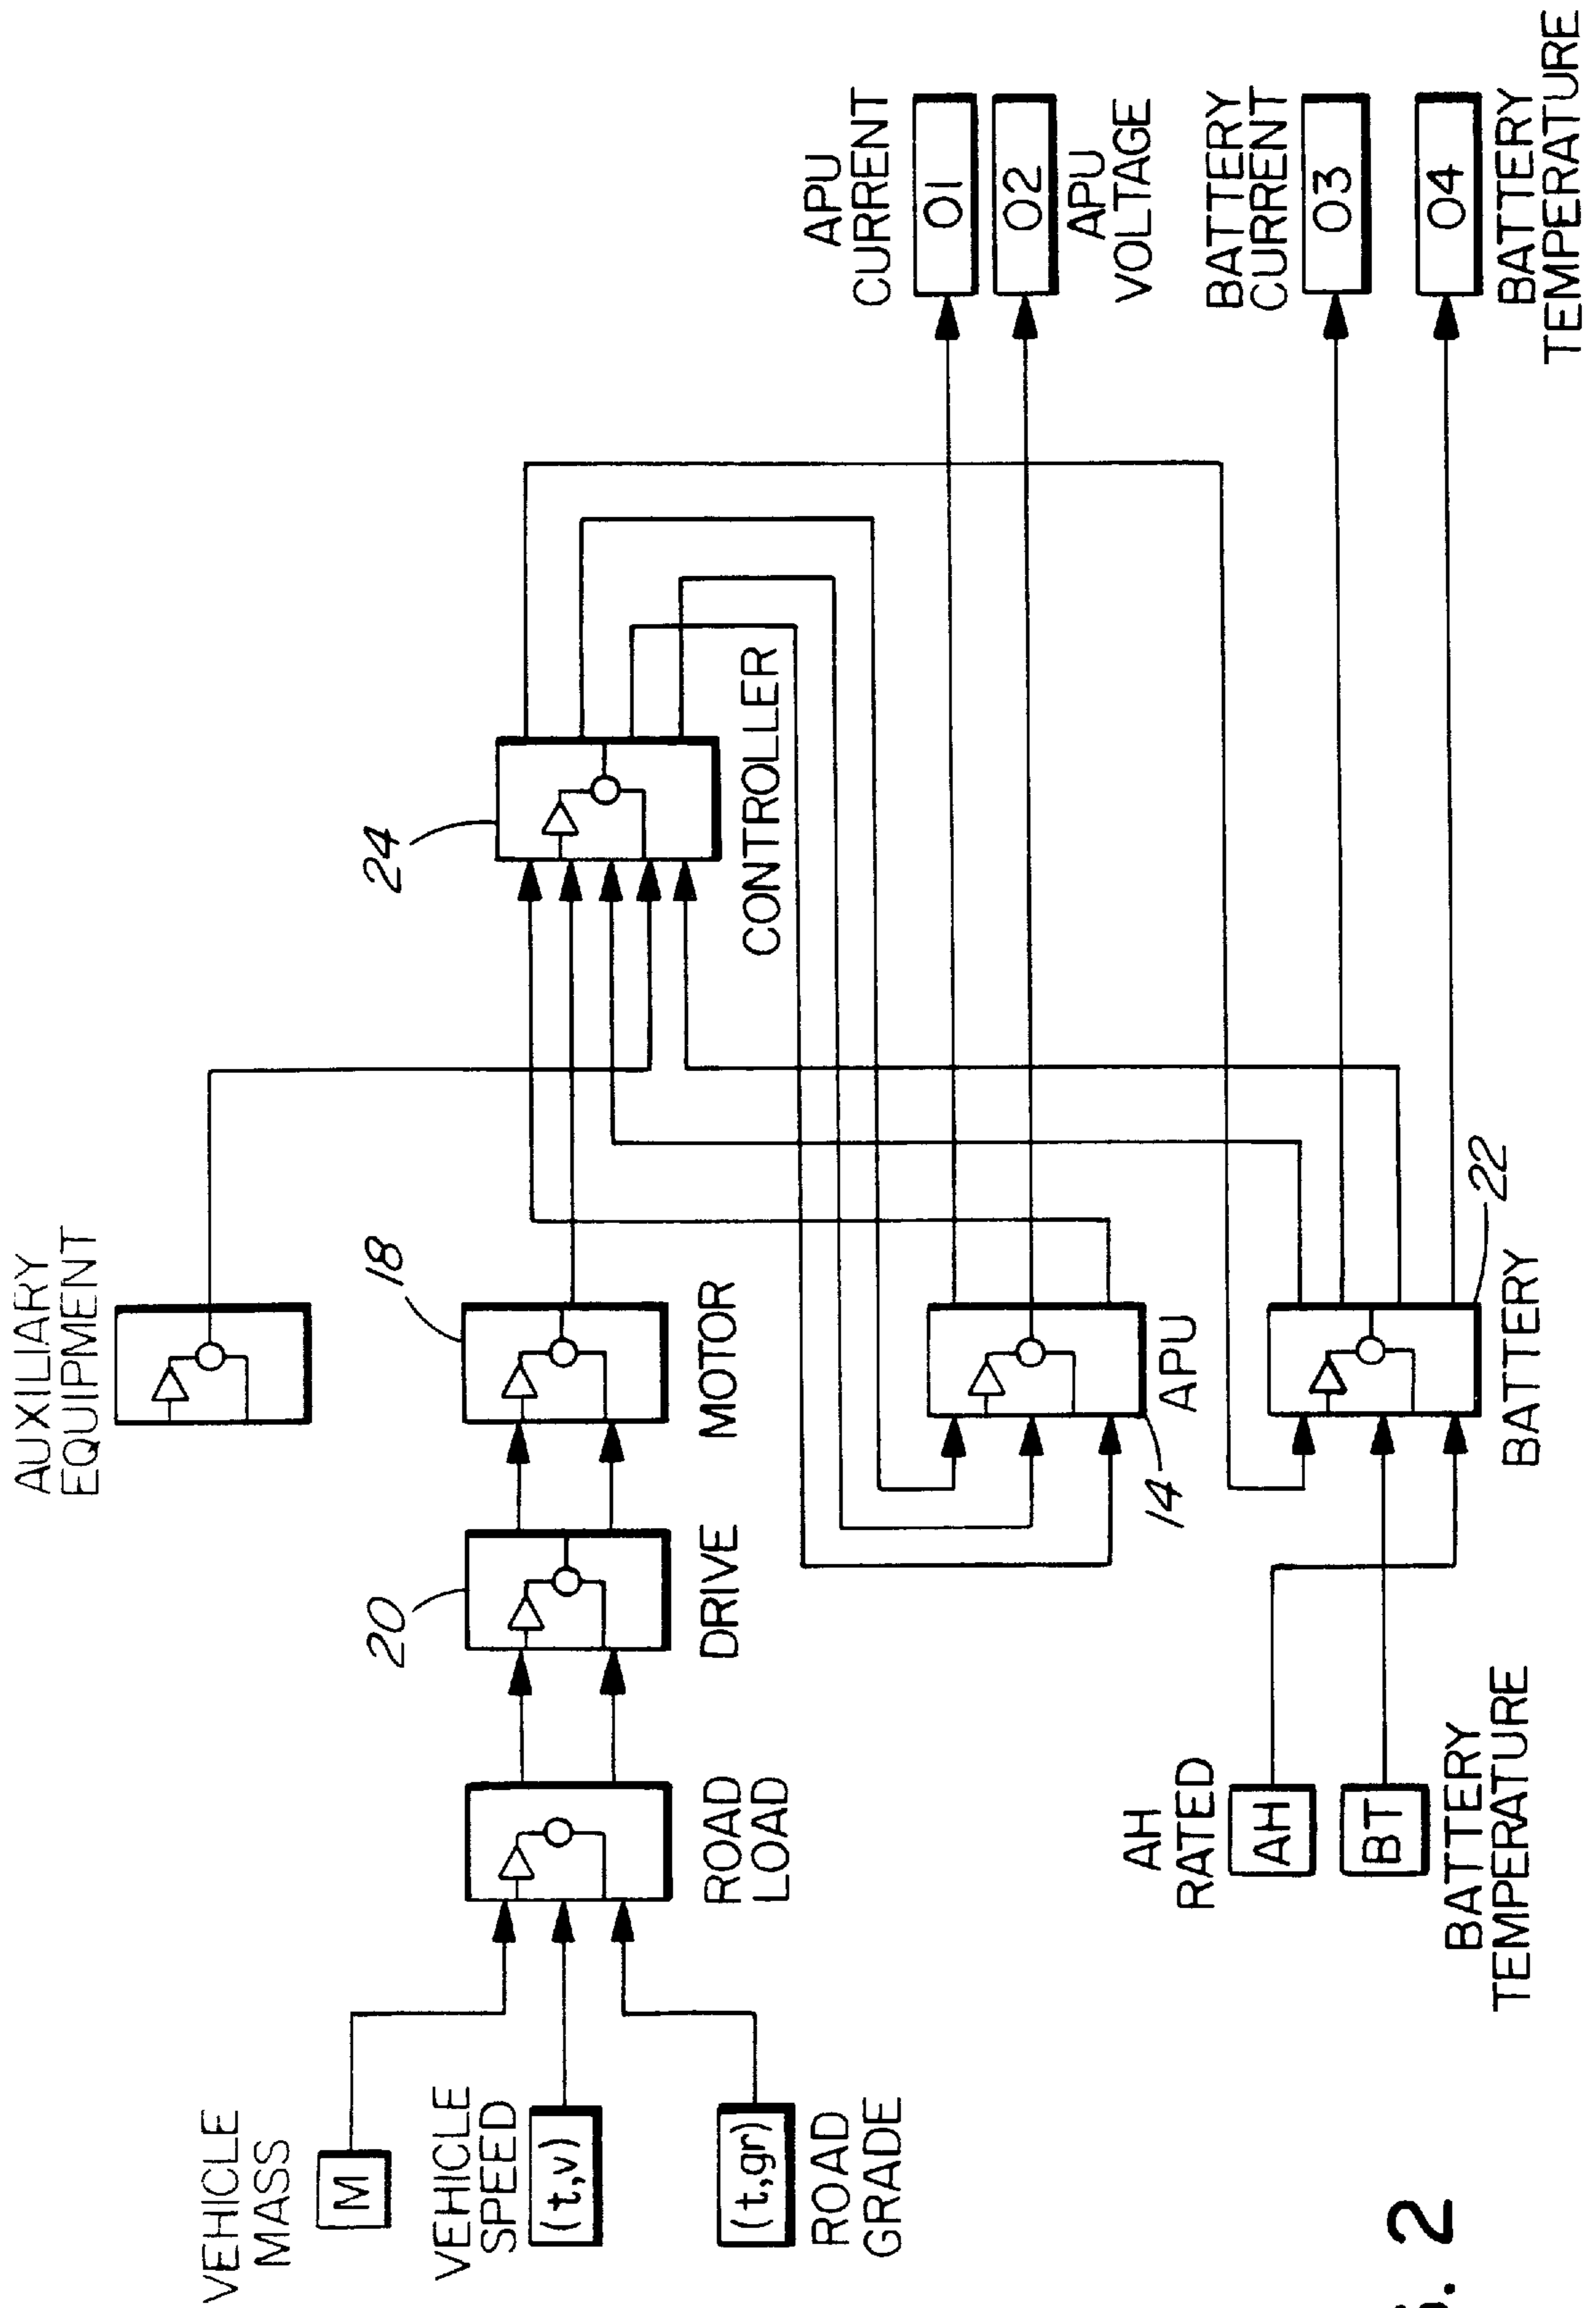 AUXILIARY
EQUIPMENT
VEHICLE
MASS
M
VEHICLE
SPEED
(t,v)
(t,gr)
ROAD
GRADE
ROAD
LOAD
20
DRIVE
18
MOTOR
24
CONTROLLER
APU
CURRENT
01
02
APU
VOLTAGE
14
APU
AH
RATED
AH
BT
BATTERY
TEMPERATURE
22
BATTERY
BATTERY
CURRENT
03
04
BATTERY
TEMPERATURE
2